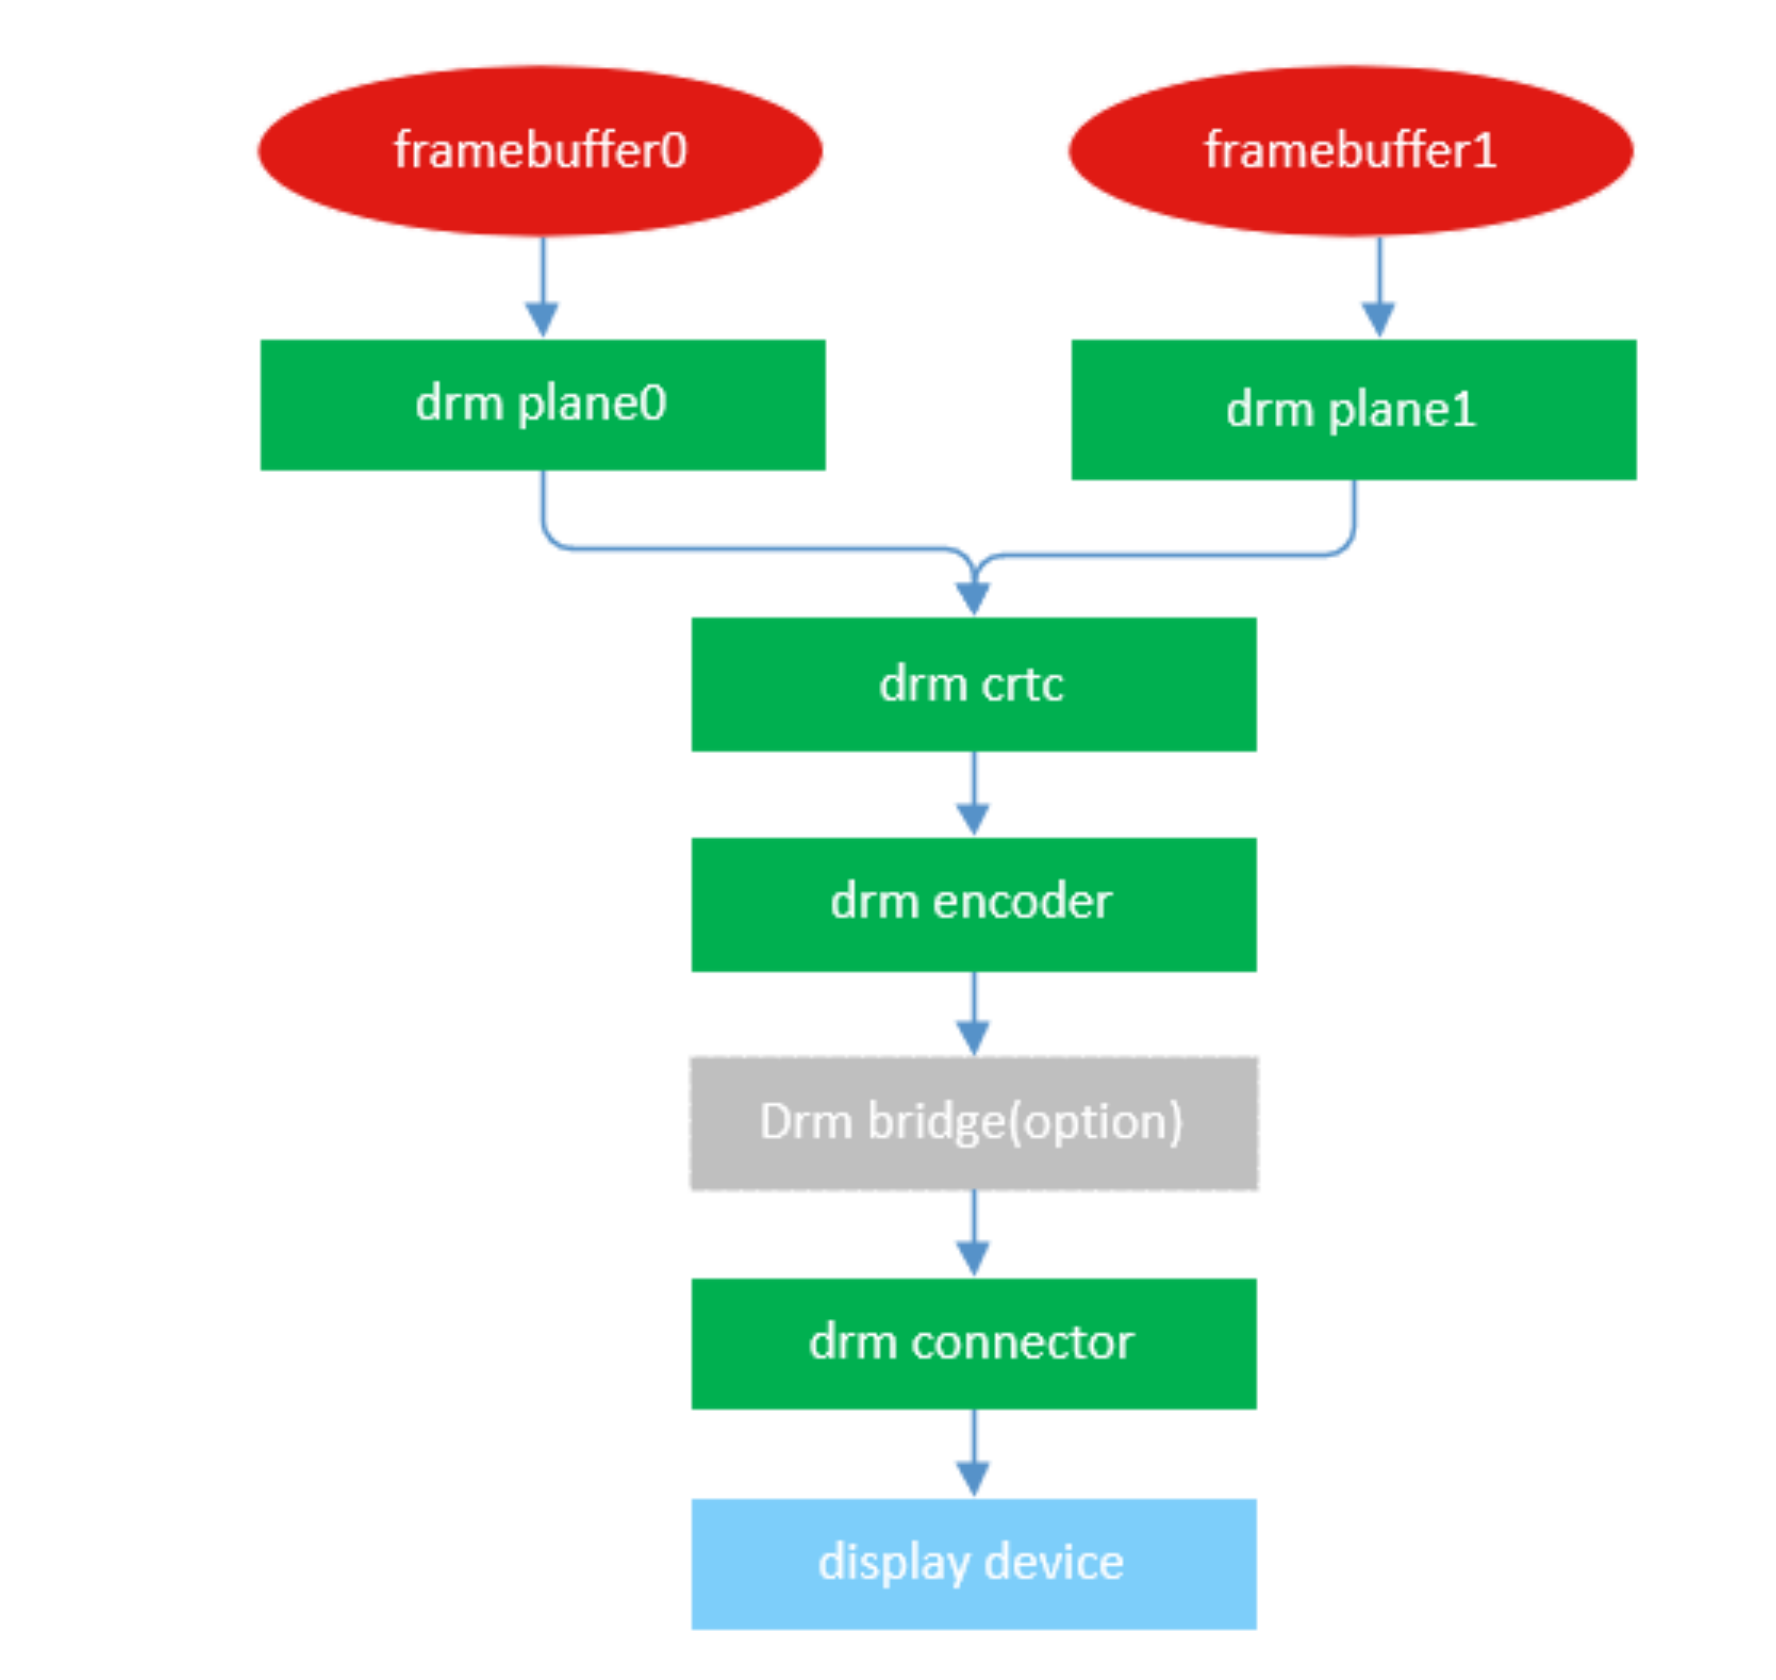 framebuffer0
framebuffer1
drm plane0
drm plane1
drm crtc
drm encoder
Drm bridge(option)
drm connector
display device